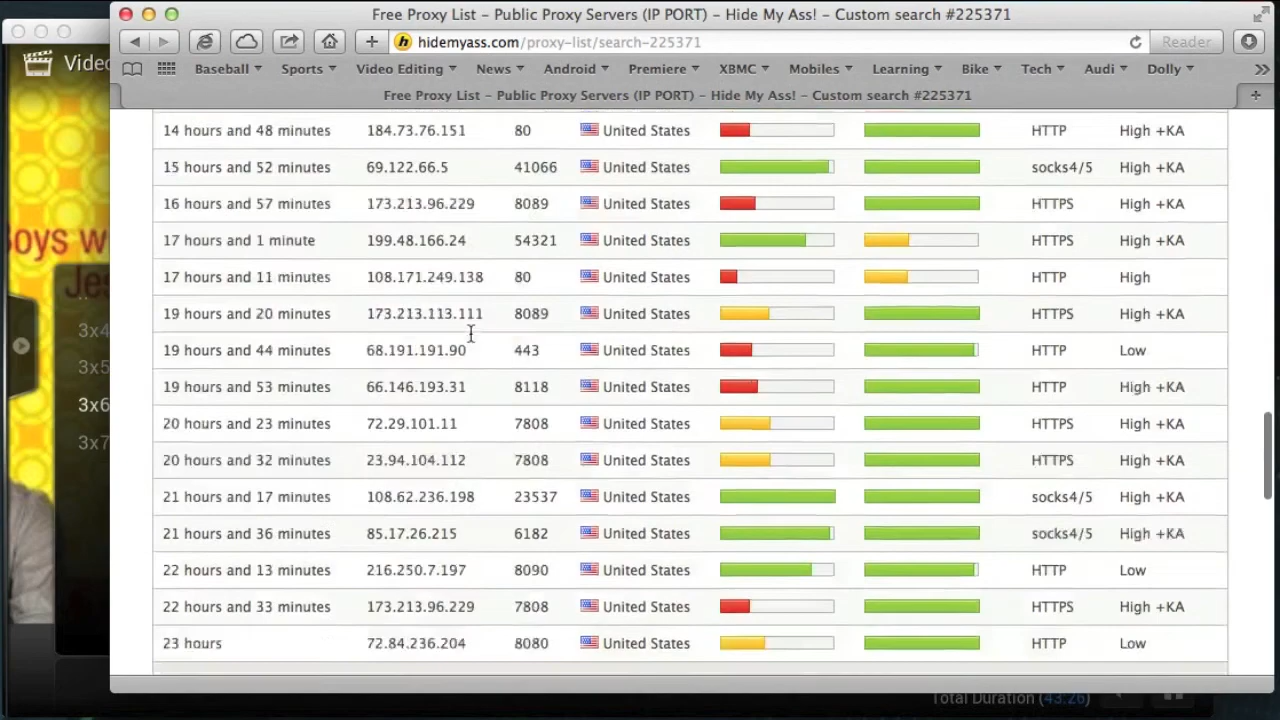 Free Proxy List – Public Proxy Servers (IP PORT) – Hide My Ass! – Custom search #225371
hidemyass.com/proxy-list/search-225371 Reader
Baseball Sports Video Editing News Android Premiere XBMC Mobiles Learning Bike Tech Audi Dolly
Free Proxy List – Public Proxy Servers (IP PORT) – Hide My Ass! – Custom search #225371
14 hours and 48 minutes 184.73.76.151 80 United States HTTP High +KA
15 hours and 52 minutes 69.122.66.5 41066 United States socks4/5 High +KA
16 hours and 57 minutes 173.213.96.229 8089 United States HTTPS High +KA
17 hours and 1 minute 199.48.166.24 54321 United States HTTPS High +KA
17 hours and 11 minutes 108.171.249.138 80 United States HTTP High
19 hours and 20 minutes 173.213.113.111 8089 United States HTTPS High +KA
19 hours and 44 minutes 68.191.191.90 443 United States HTTP Low
19 hours and 53 minutes 66.146.193.31 8118 United States HTTP High +KA
20 hours and 23 minutes 72.29.101.11 7808 United States HTTPS High +KA
20 hours and 32 minutes 23.94.104.112 7808 United States HTTPS High +KA
21 hours and 17 minutes 108.62.236.198 23537 United States socks4/5 High +KA
21 hours and 36 minutes 85.17.26.215 6182 United States socks4/5 High +KA
22 hours and 13 minutes 216.250.7.197 8090 United States HTTP Low
22 hours and 33 minutes 173.213.96.229 7808 United States HTTPS High +KA
23 hours 72.84.236.204 8080 United States HTTP Low
3x6
Total Duration (43:26)